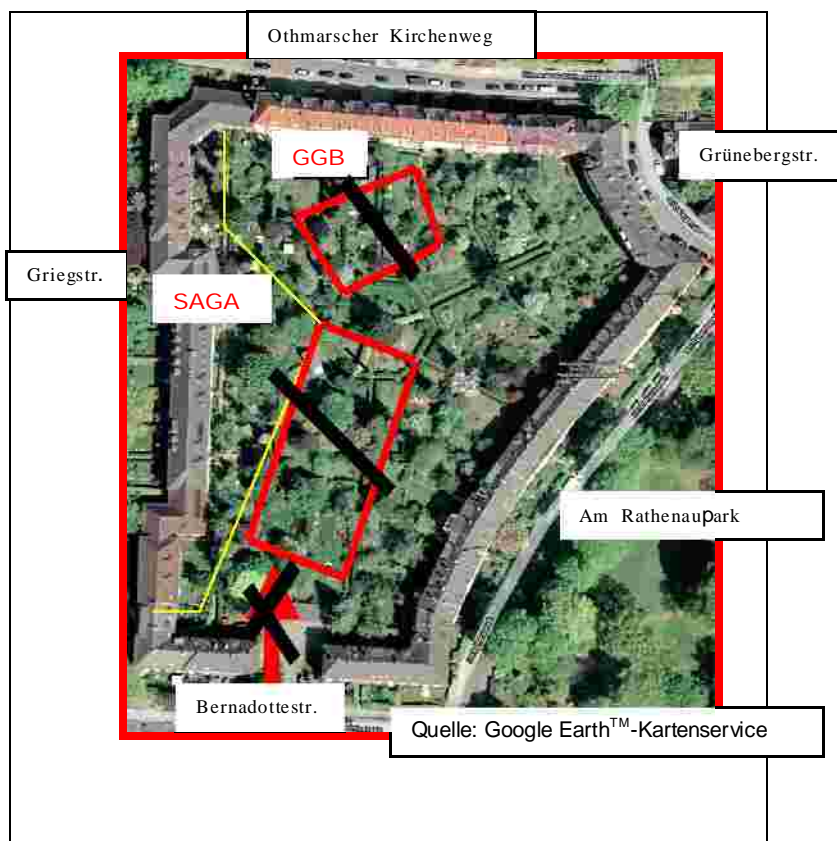 Othmarscher Kirchenweg
GGB
Grünebergstr.
Griegstr.
SAGA
Am Rathenaupark
Bernadottestr.
Quelle: Google Earth™-Kartenservice